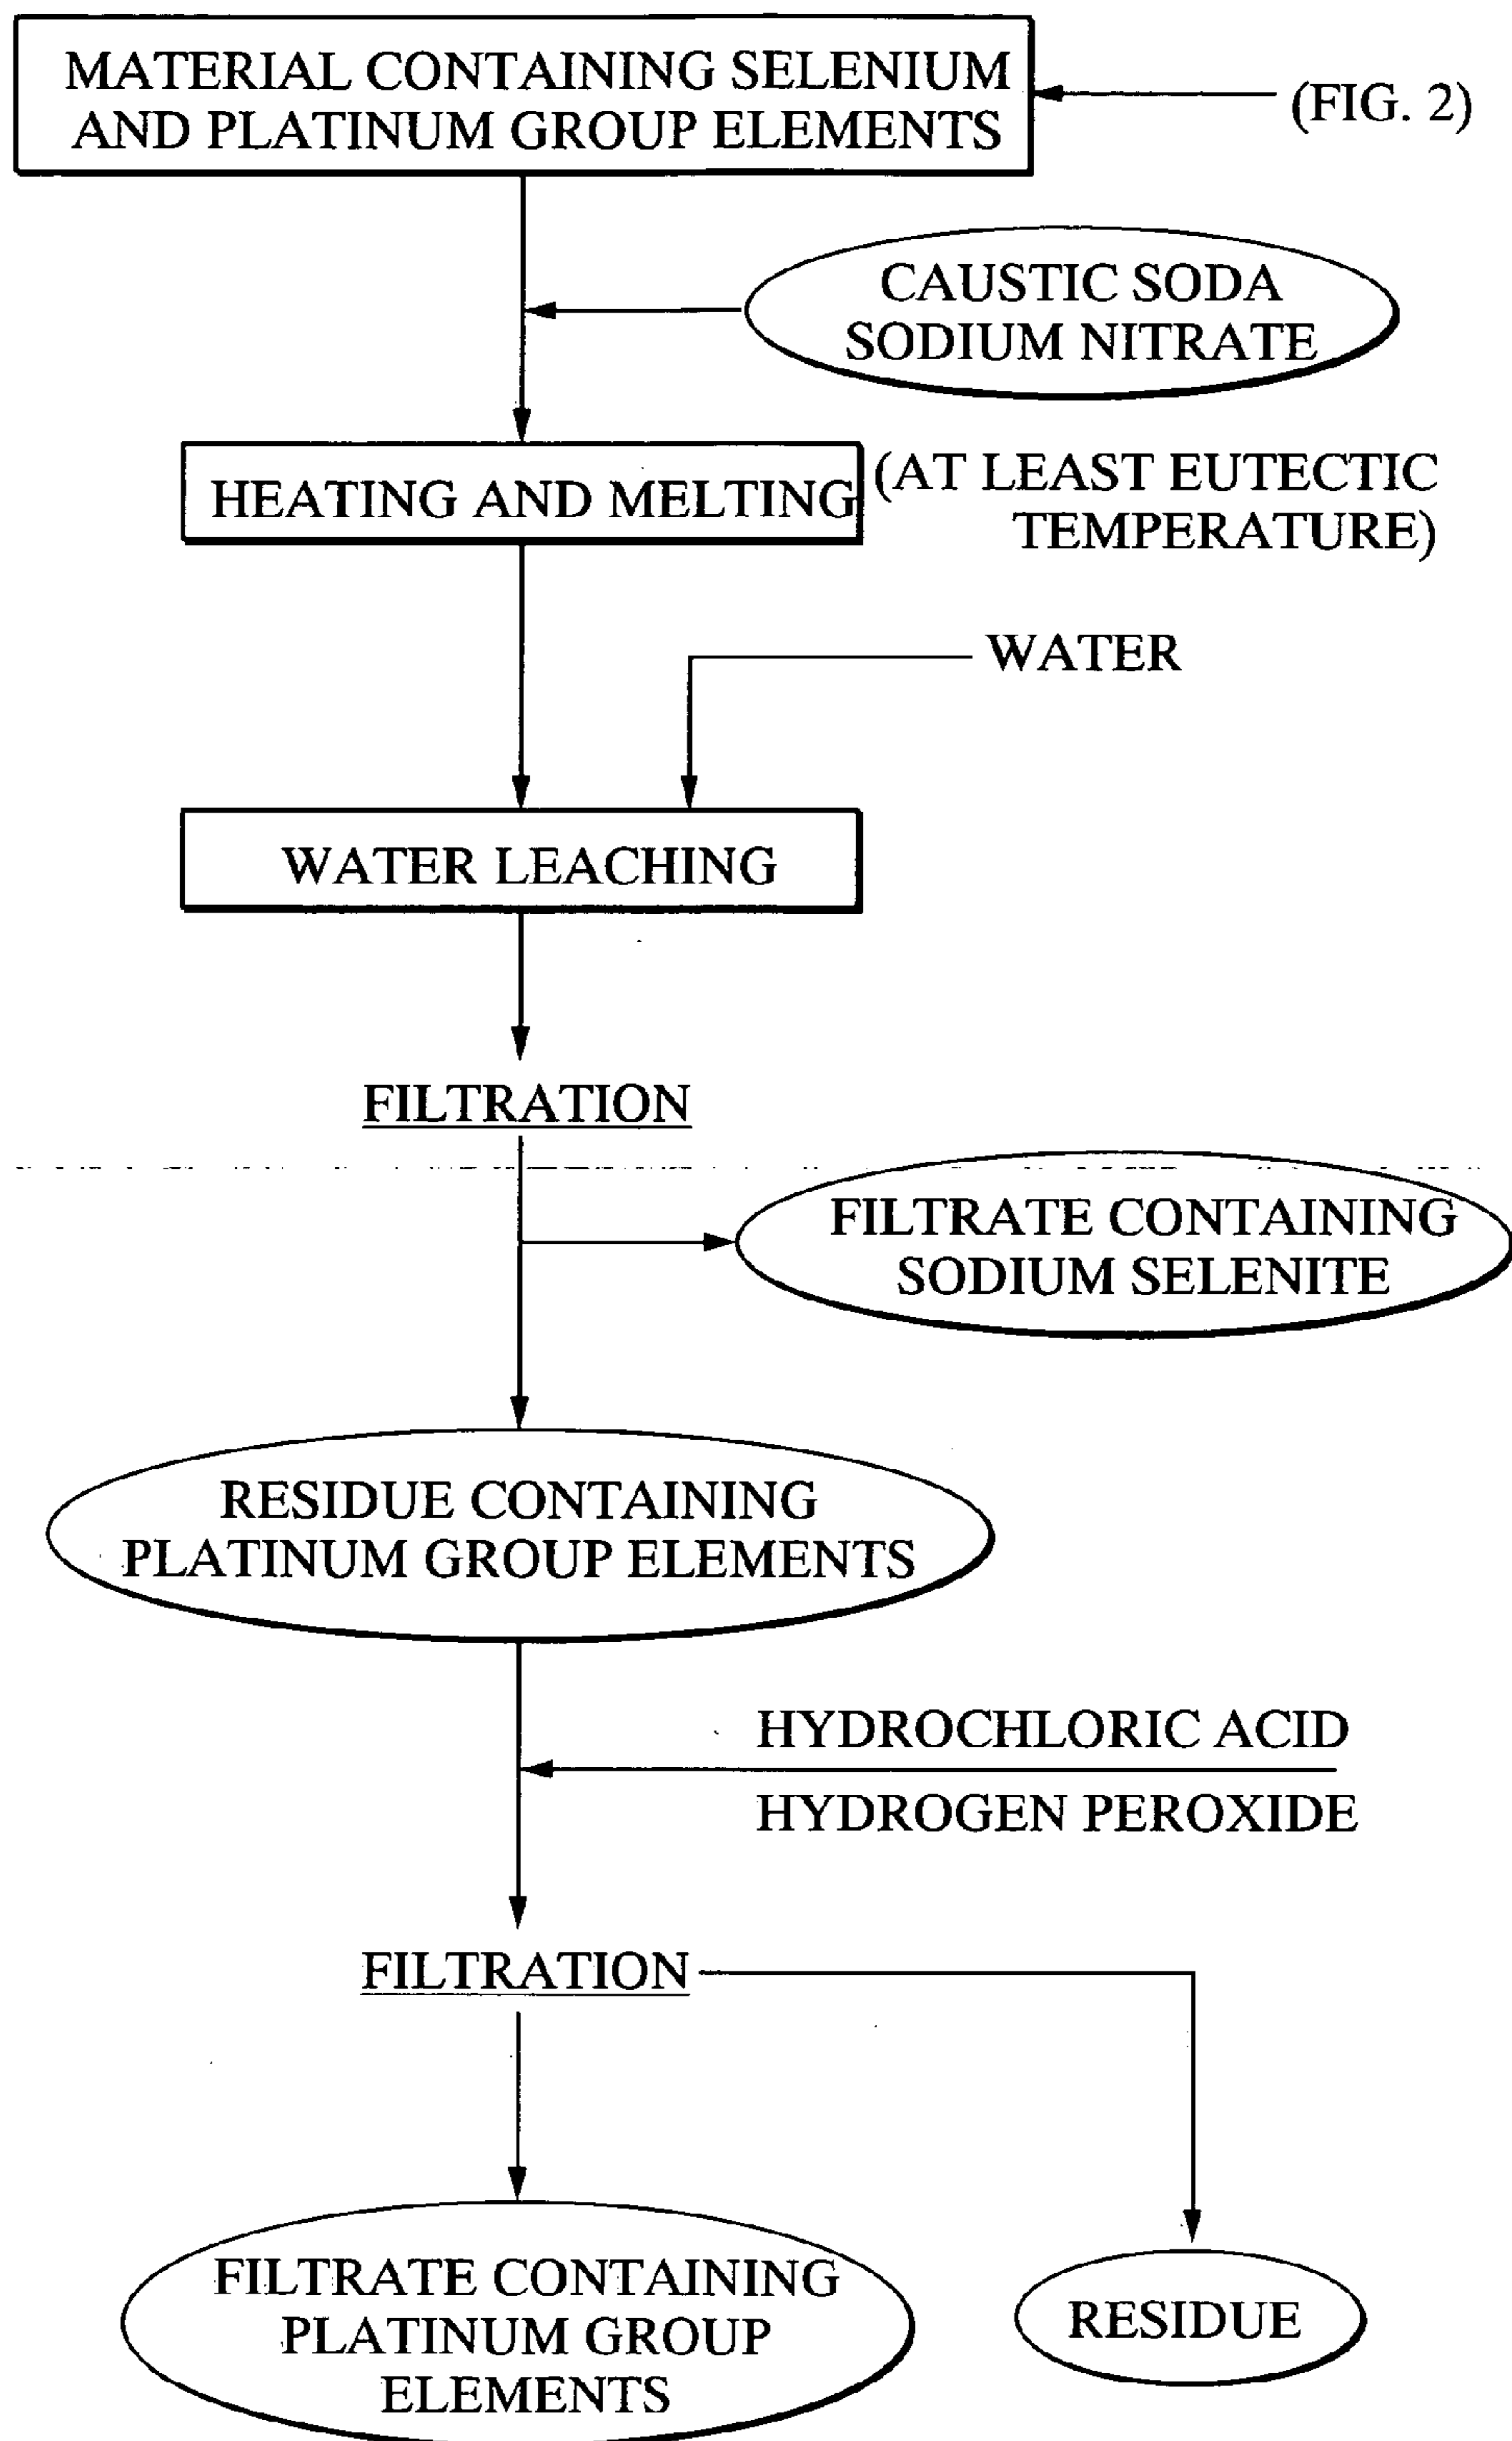 MATERIAL CONTAINING SELENIUM
AND PLATINUM GROUP ELEMENTS
(FIG. 2)
CAUSTIC SODA
SODIUM NITRATE
HEATING AND MELTING
(AT LEAST EUTECTIC
TEMPERATURE)
WATER
WATER LEACHING
FILTRATION
FILTRATE CONTAINING
SODIUM SELENITE
RESIDUE CONTAINING
PLATINUM GROUP ELEMENTS
HYDROCHLORIC ACID
HYDROGEN PEROXIDE
FILTRATION
FILTRATE CONTAINING
PLATINUM GROUP
ELEMENTS
RESIDUE